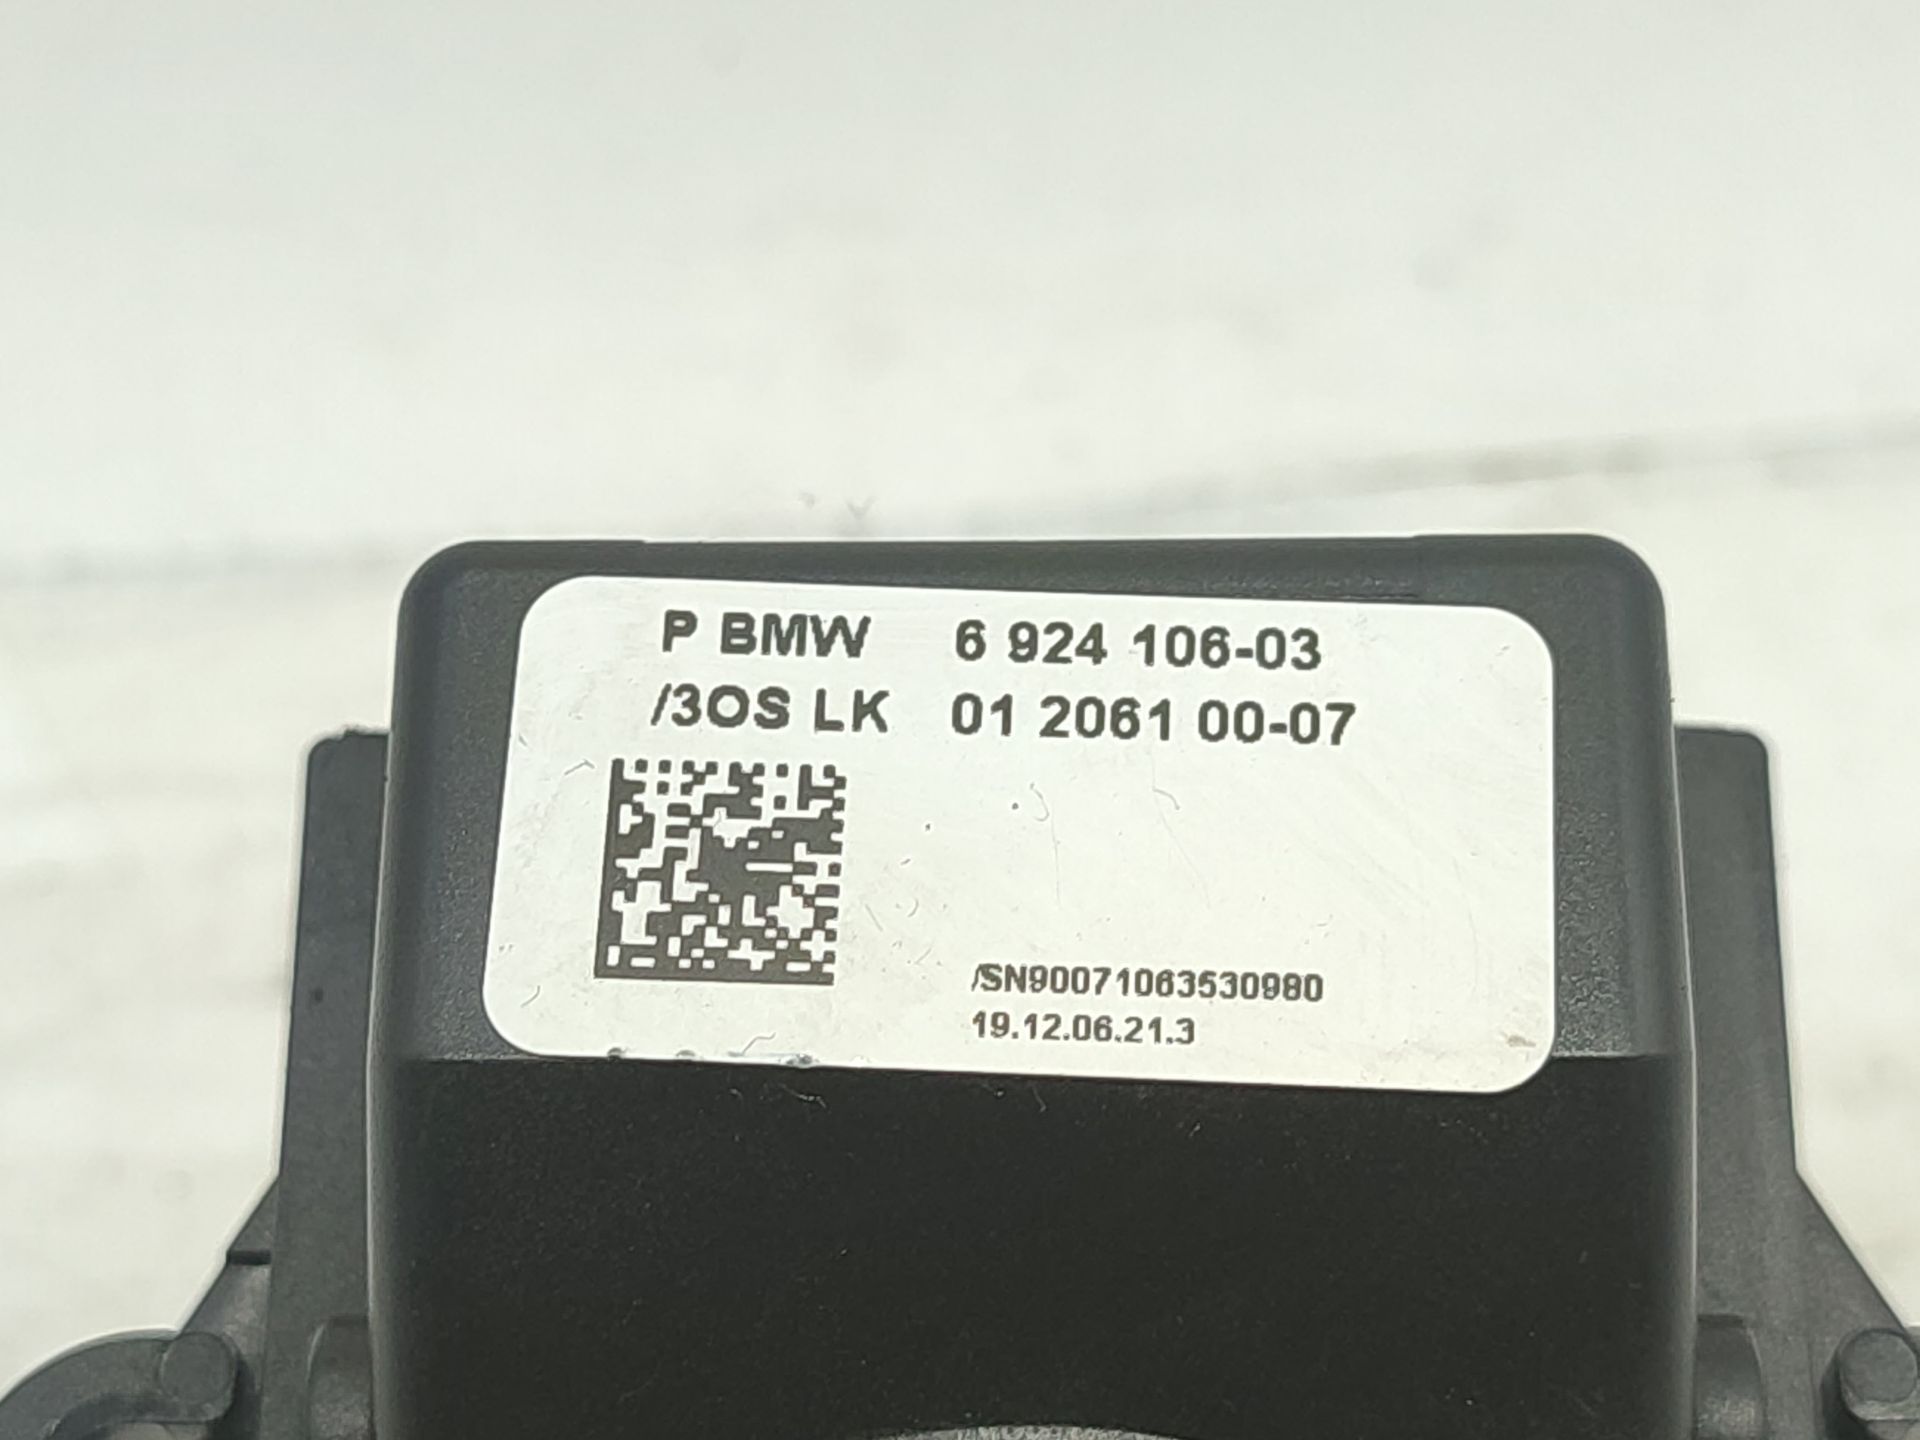 P BMW 6 924 106-03
/3OS LK 01 2061 00-07
/SN90071063530980
19.12.06.21.3